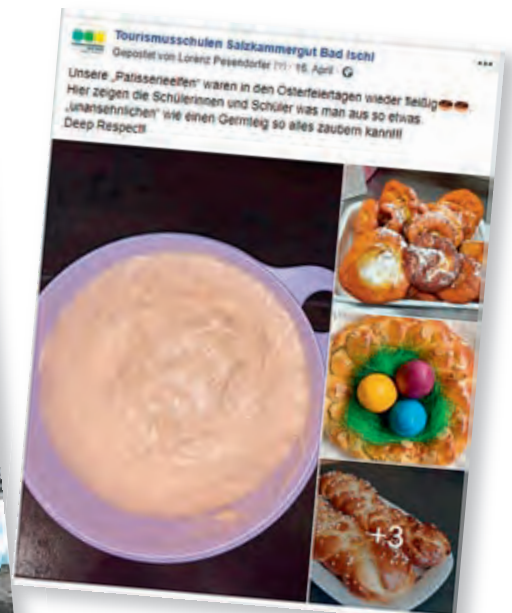 Tourismusschulen Salzkammergut Bad Ischl
Gepostet von Lorenz Pesendorfer · 16. April ·
Unsere „Patisserieelfen“ waren in den Osterfeiertagen wieder fleißig
Hier zeigen die Schülerinnen und Schüler was man aus so etwas
„unansehnlichen“ wie einen Germteig so alles zaubern kann!!!
Deep Respect!!
+3